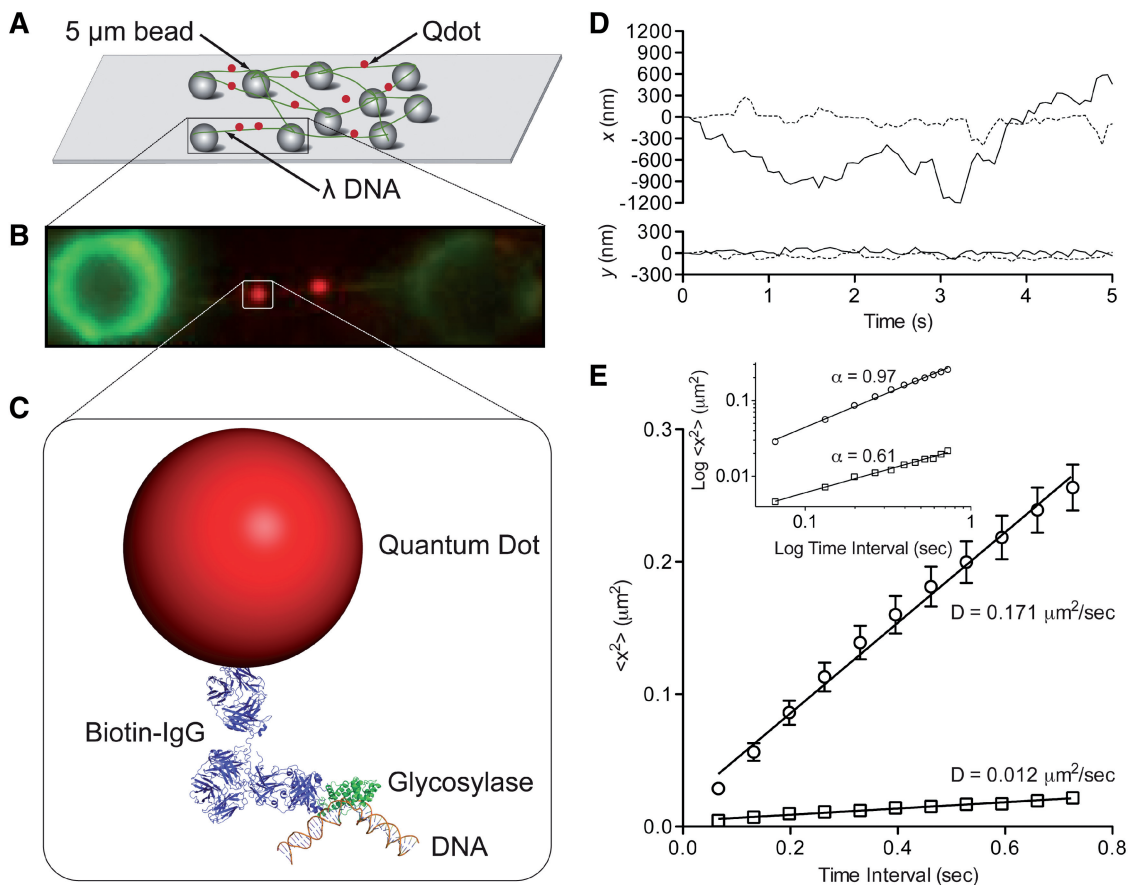 A
5 μm bead
Qdot
λ DNA
B
C
Quantum Dot
Biotin-IgG
Glycosylase
DNA
D
1200
900
600
300
0
-300
-600
-900
-1200
x (nm)
300
0
-300
y (nm)
0 1 2 3 4 5
Time (s)
E
α = 0.97
α = 0.61
0.1
0.01
Log <x²> (μm²)
0.1 1
Log Time Interval (sec)
0.3
0.2
0.1
0.0
<x²> (μm²)
D = 0.171 μm²/sec
D = 0.012 μm²/sec
0.0 0.2 0.4 0.6 0.8
Time Interval (sec)